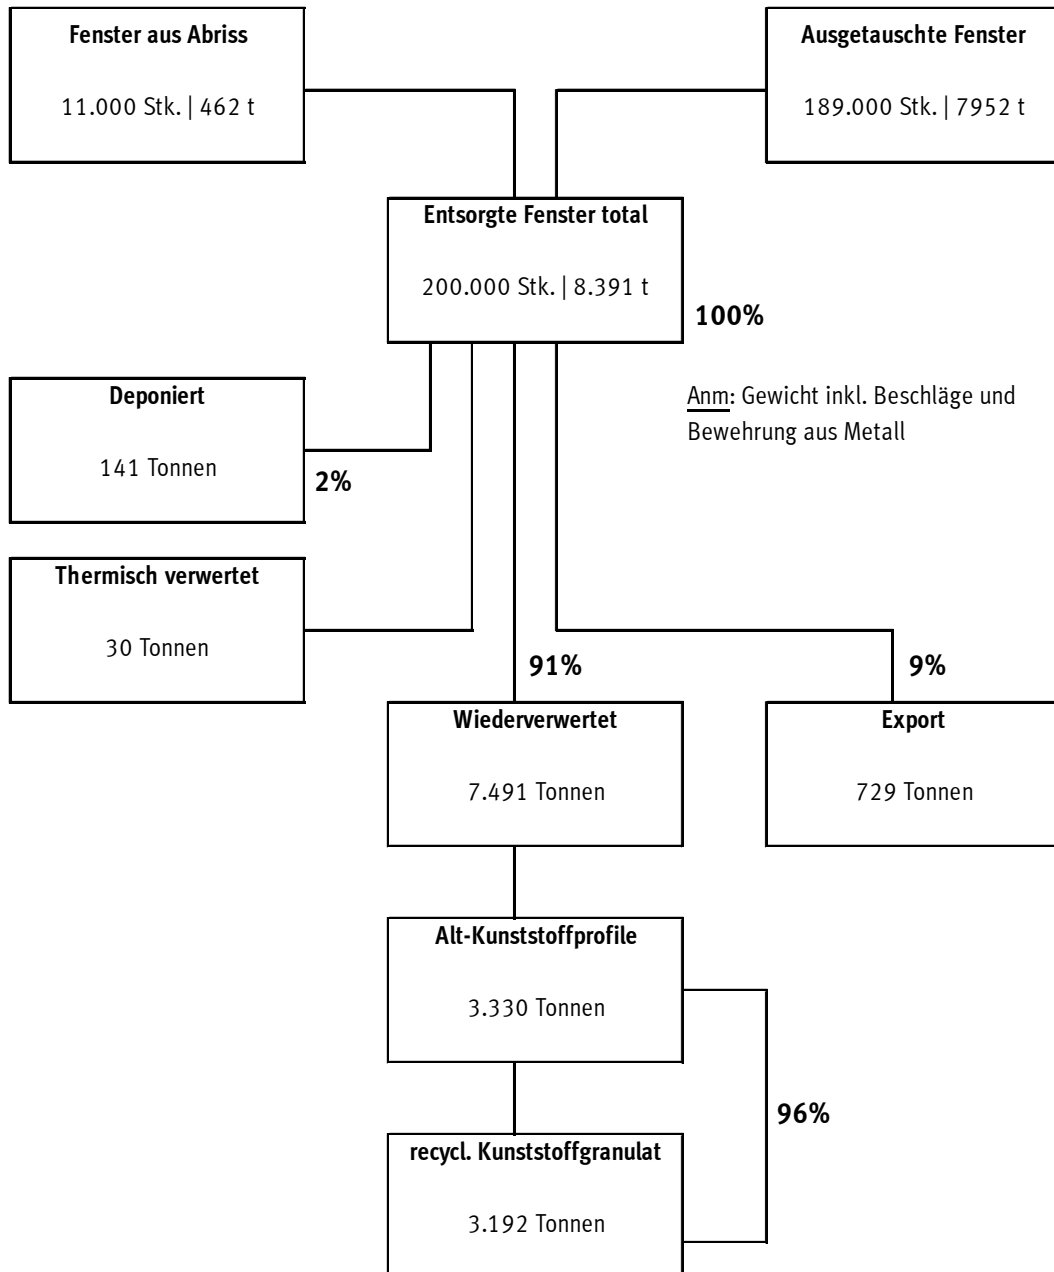 Fenster aus Abriss
11.000 Stk. | 462 t
Ausgetauschte Fenster
189.000 Stk. | 7952 t
Entsorgte Fenster total
200.000 Stk. | 8.391 t
100%
Anm: Gewicht inkl. Beschläge und
Bewehrung aus Metall
Deponiert
141 Tonnen
2%
Thermisch verwertet
30 Tonnen
91%
9%
Wiederverwertet
7.491 Tonnen
Export
729 Tonnen
Alt-Kunststoffprofile
3.330 Tonnen
96%
recycl. Kunststoffgranulat
3.192 Tonnen